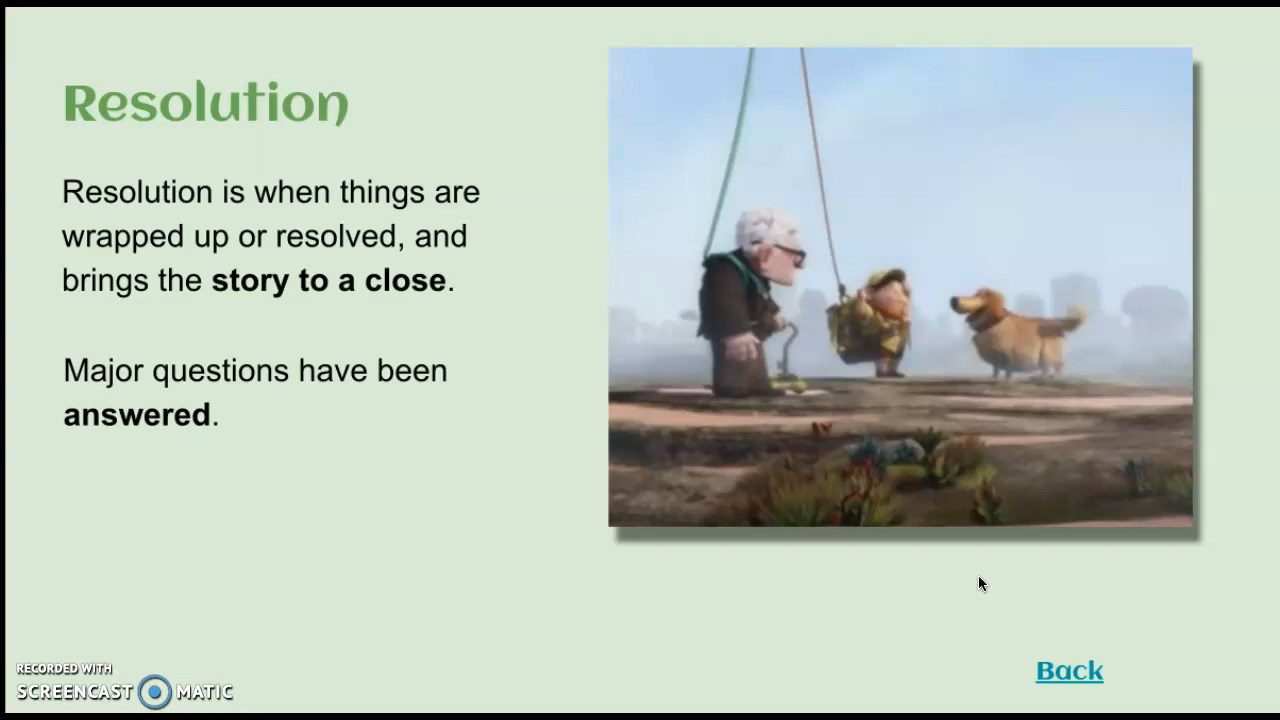 Resolution
Resolution is when things are
wrapped up or resolved, and
brings the story to a close.
Major questions have been
answered.
Back
RECORDED WITH
SCREENCAST MATIC